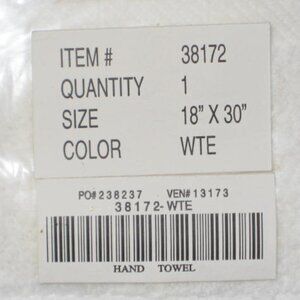 ITEM # 38172
QUANTITY 1
SIZE 18" X 30"
COLOR WTE
PO#238237 VEN#13173
38172-WTE
HAND TOWEL